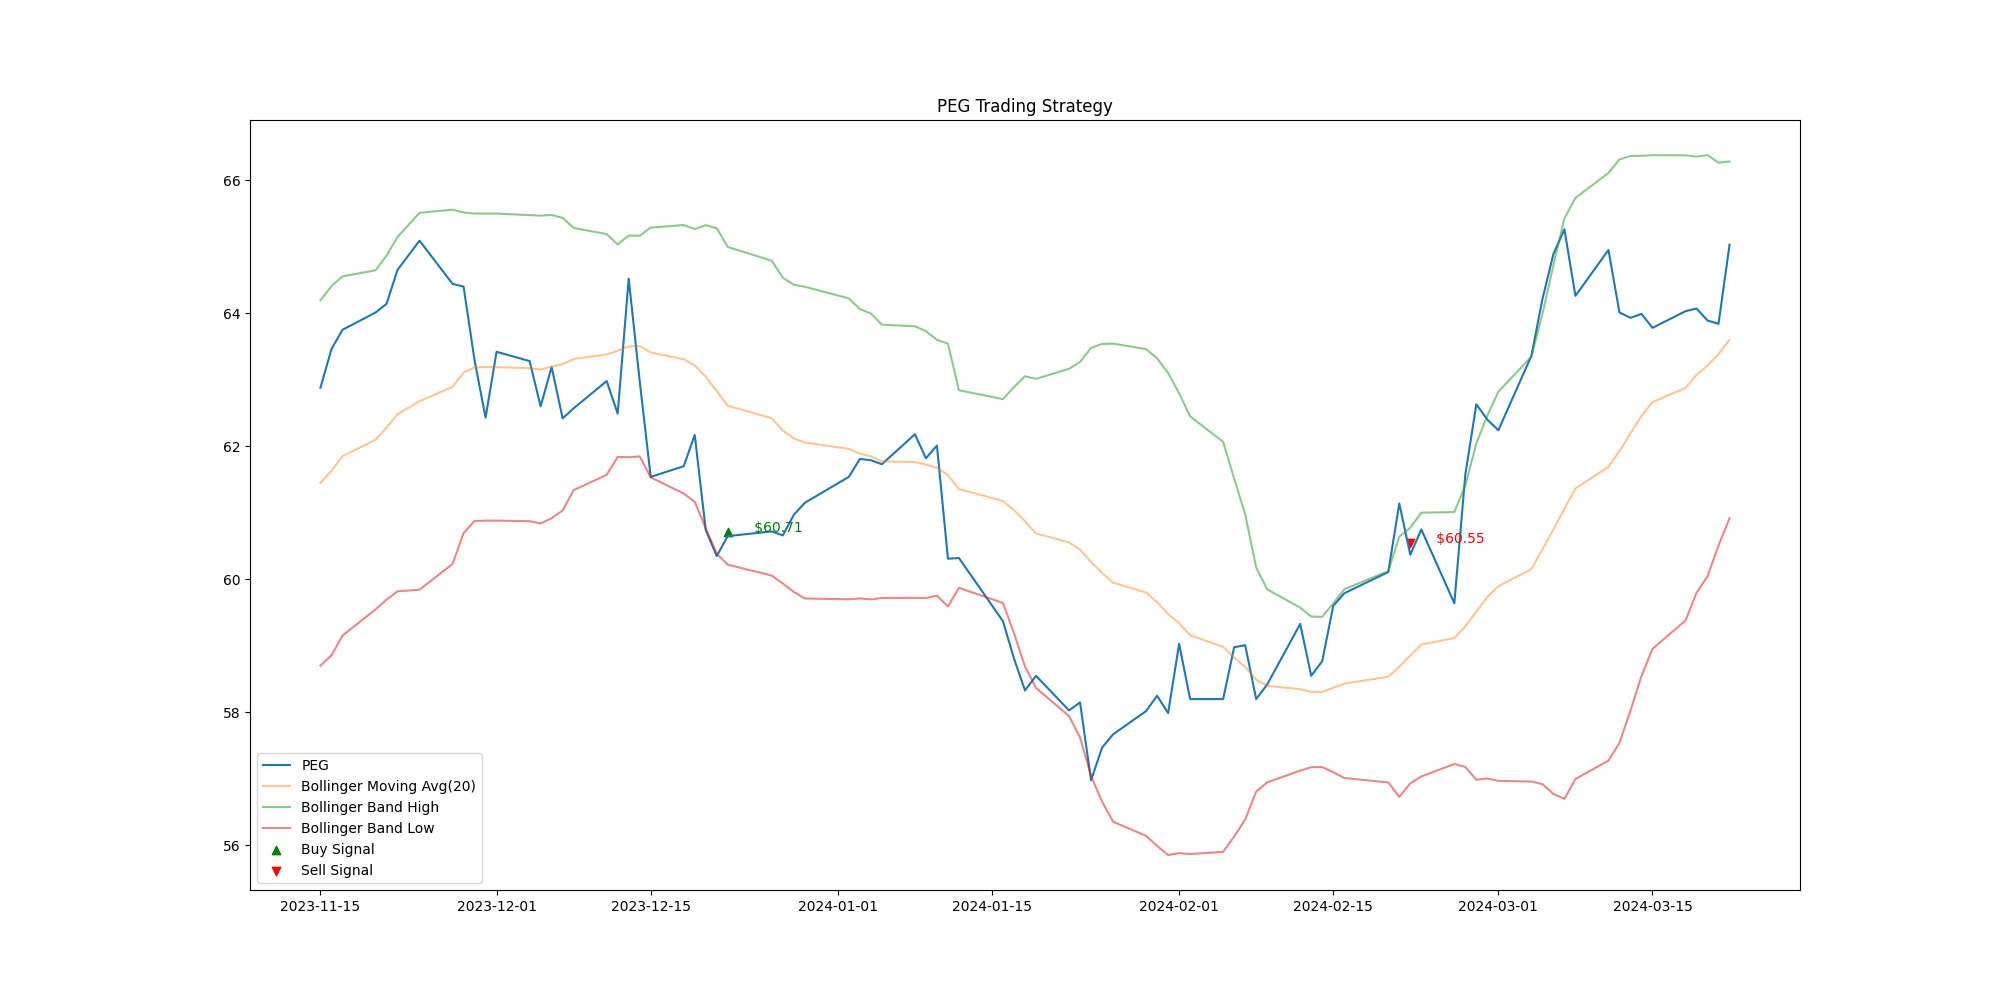 PEG Trading Strategy
66
64
62
60
58
56
$60.71
$60.55
PEG
Bollinger Moving Avg(20)
Bollinger Band High
Bollinger Band Low
Buy Signal
Sell Signal
2023-11-15 2023-12-01 2023-12-15 2024-01-01 2024-01-15 2024-02-01 2024-02-15 2024-03-01 2024-03-15